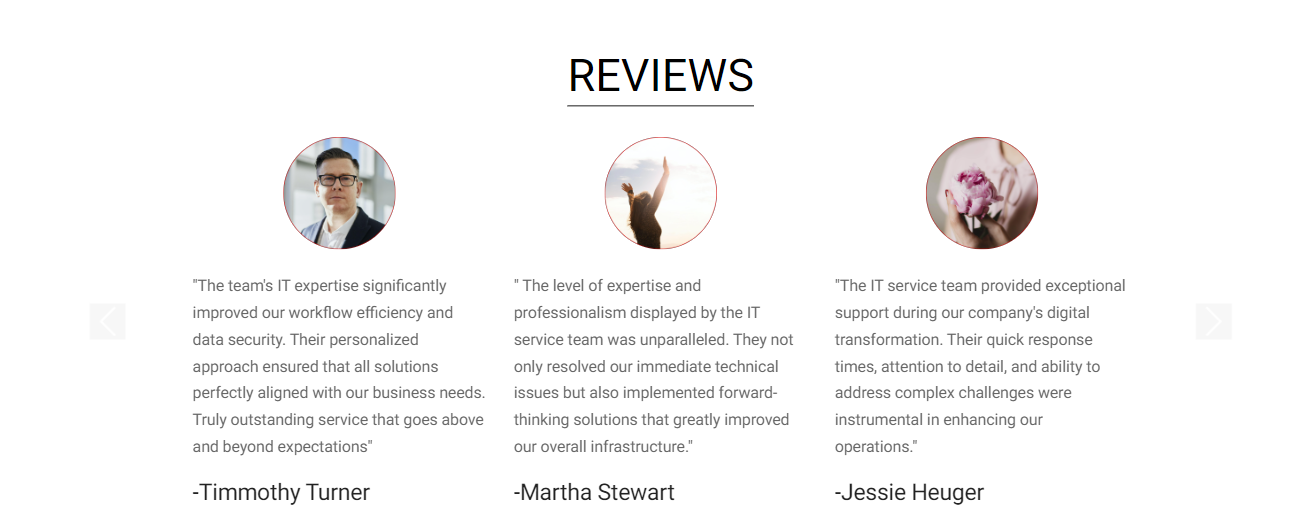 REVIEWS
"The team's IT expertise significantly
improved our workflow efficiency and
data security. Their personalized
approach ensured that all solutions
perfectly aligned with our business needs.
Truly outstanding service that goes above
and beyond expectations"
-Timmothy Turner
" The level of expertise and
professionalism displayed by the IT
service team was unparalleled. They not
only resolved our immediate technical
issues but also implemented forward-
thinking solutions that greatly improved
our overall infrastructure."
-Martha Stewart
"The IT service team provided exceptional
support during our company's digital
transformation. Their quick response
times, attention to detail, and ability to
address complex challenges were
instrumental in enhancing our
operations."
-Jessie Heuger